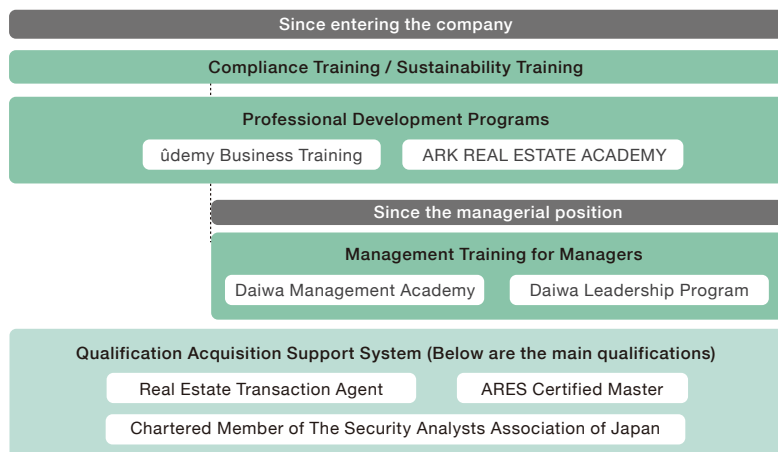 Since entering the company
Compliance Training / Sustainability Training
Professional Development Programs
ûdemy Business Training
ARK REAL ESTATE ACADEMY
Since the managerial position
Management Training for Managers
Daiwa Management Academy
Daiwa Leadership Program
Qualification Acquisition Support System (Below are the main qualifications)
Real Estate Transaction Agent
ARES Certified Master
Chartered Member of The Security Analysts Association of Japan